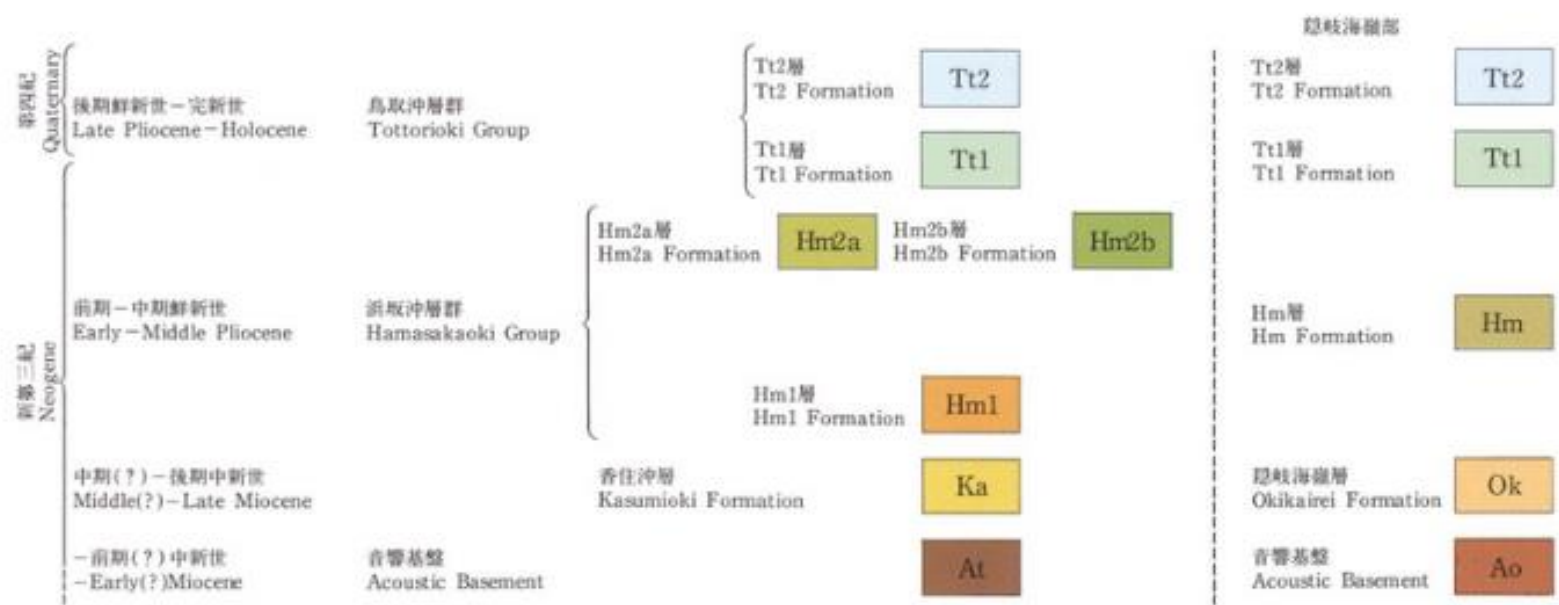 隠岐海嶺部
第四紀
Quaternary
後期鮮新世－完新世
Late Pliocene－Holocene
鳥取沖層群
Tottorioki Group
Tt2層
Tt2 Formation
Tt2
Tt2層
Tt2 Formation
Tt2
Tt1層
Tt1 Formation
Tt1
Tt1層
Tt1 Formation
Tt1
新第三紀
Neogene
Hm2a層
Hm2a Formation
Hm2a
Hm2b層
Hm2b Formation
Hm2b
前期－中期鮮新世
Early－Middle Pliocene
浜坂沖層群
Hamasakaoki Group
Hm層
Hm Formation
Hm
Hm1層
Hm1 Formation
Hm1
中期(？)－後期中新世
Middle(?)－Late Miocene
香住沖層
Kasumioki Formation
Ka
隠岐海嶺層
Okikairei Formation
Ok
－前期(？)中新世
－Early(?)Miocene
音響基盤
Acoustic Basement
At
音響基盤
Acoustic Basement
Ao